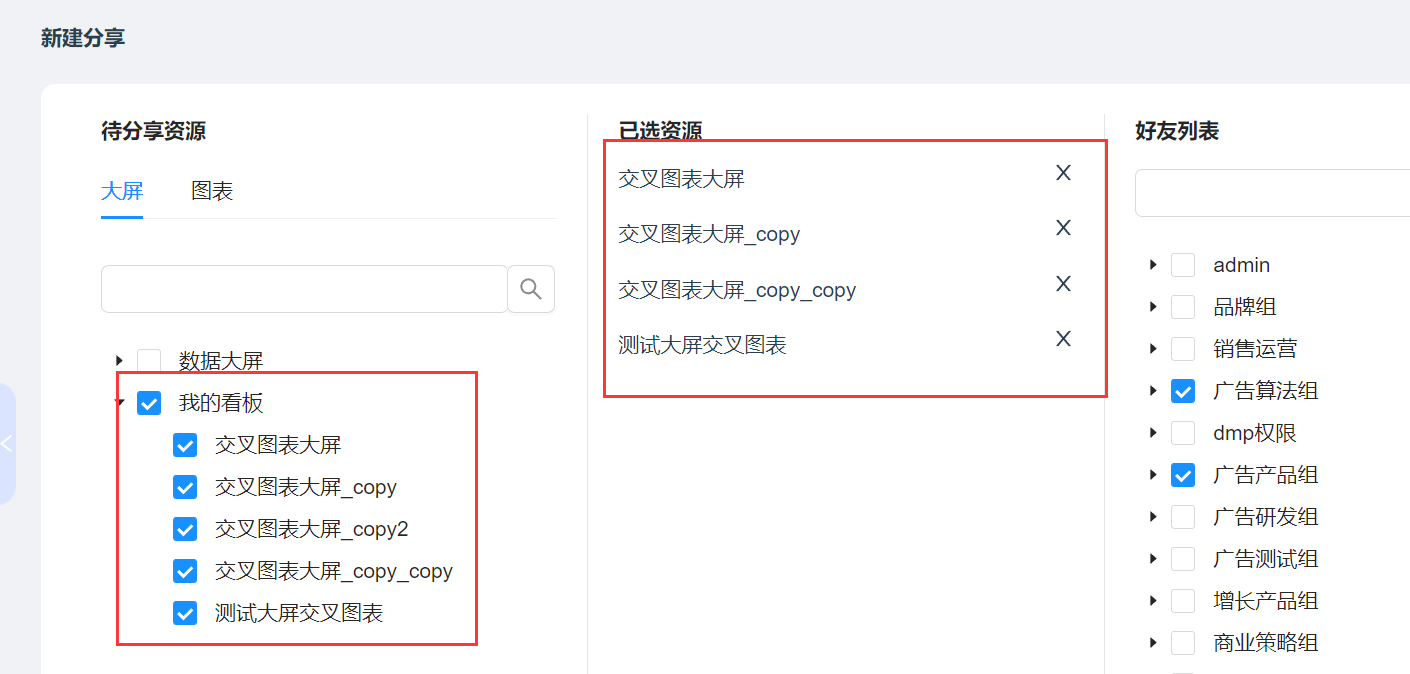 新建分享
待分享资源
大屏 图表
数据大屏
我的看板
交叉图表大屏
交叉图表大屏_copy
交叉图表大屏_copy2
交叉图表大屏_copy_copy
测试大屏交叉图表
已选资源
交叉图表大屏 X
交叉图表大屏_copy X
交叉图表大屏_copy_copy X
测试大屏交叉图表 X
好友列表
admin
品牌组
销售运营
广告算法组
dmp权限
广告产品组
广告研发组
广告测试组
增长产品组
商业策略组